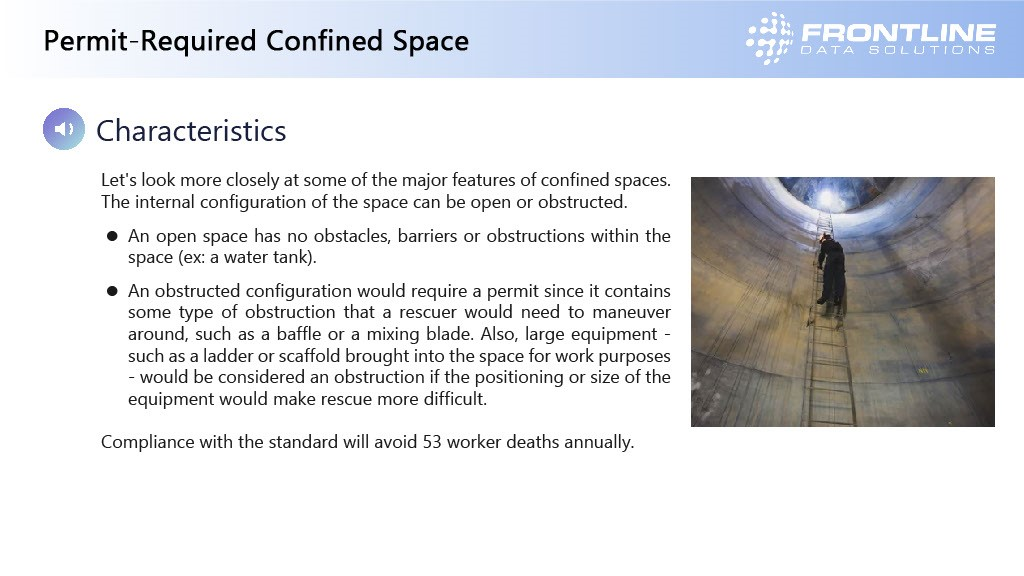 Permit-Required Confined Space
FRONTLINE
DATA SOLUTIONS
Characteristics
Let's look more closely at some of the major features of confined spaces.
The internal configuration of the space can be open or obstructed.
● An open space has no obstacles, barriers or obstructions within the
space (ex: a water tank).
● An obstructed configuration would require a permit since it contains
some type of obstruction that a rescuer would need to maneuver
around, such as a baffle or a mixing blade. Also, large equipment -
such as a ladder or scaffold brought into the space for work purposes
- would be considered an obstruction if the positioning or size of the
equipment would make rescue more difficult.
Compliance with the standard will avoid 53 worker deaths annually.